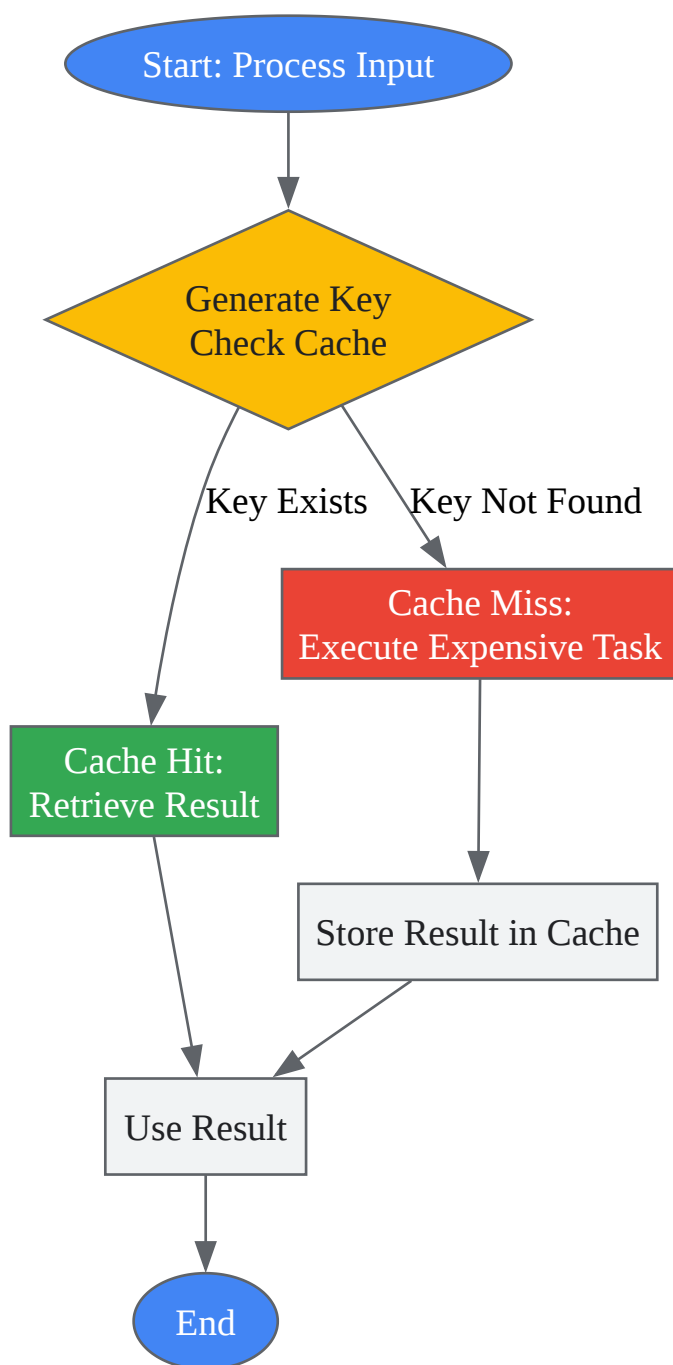 Start: Process Input
Generate Key
Check Cache
Key Exists
Key Not Found
Cache Miss:
Execute Expensive Task
Cache Hit:
Retrieve Result
Store Result in Cache
Use Result
End